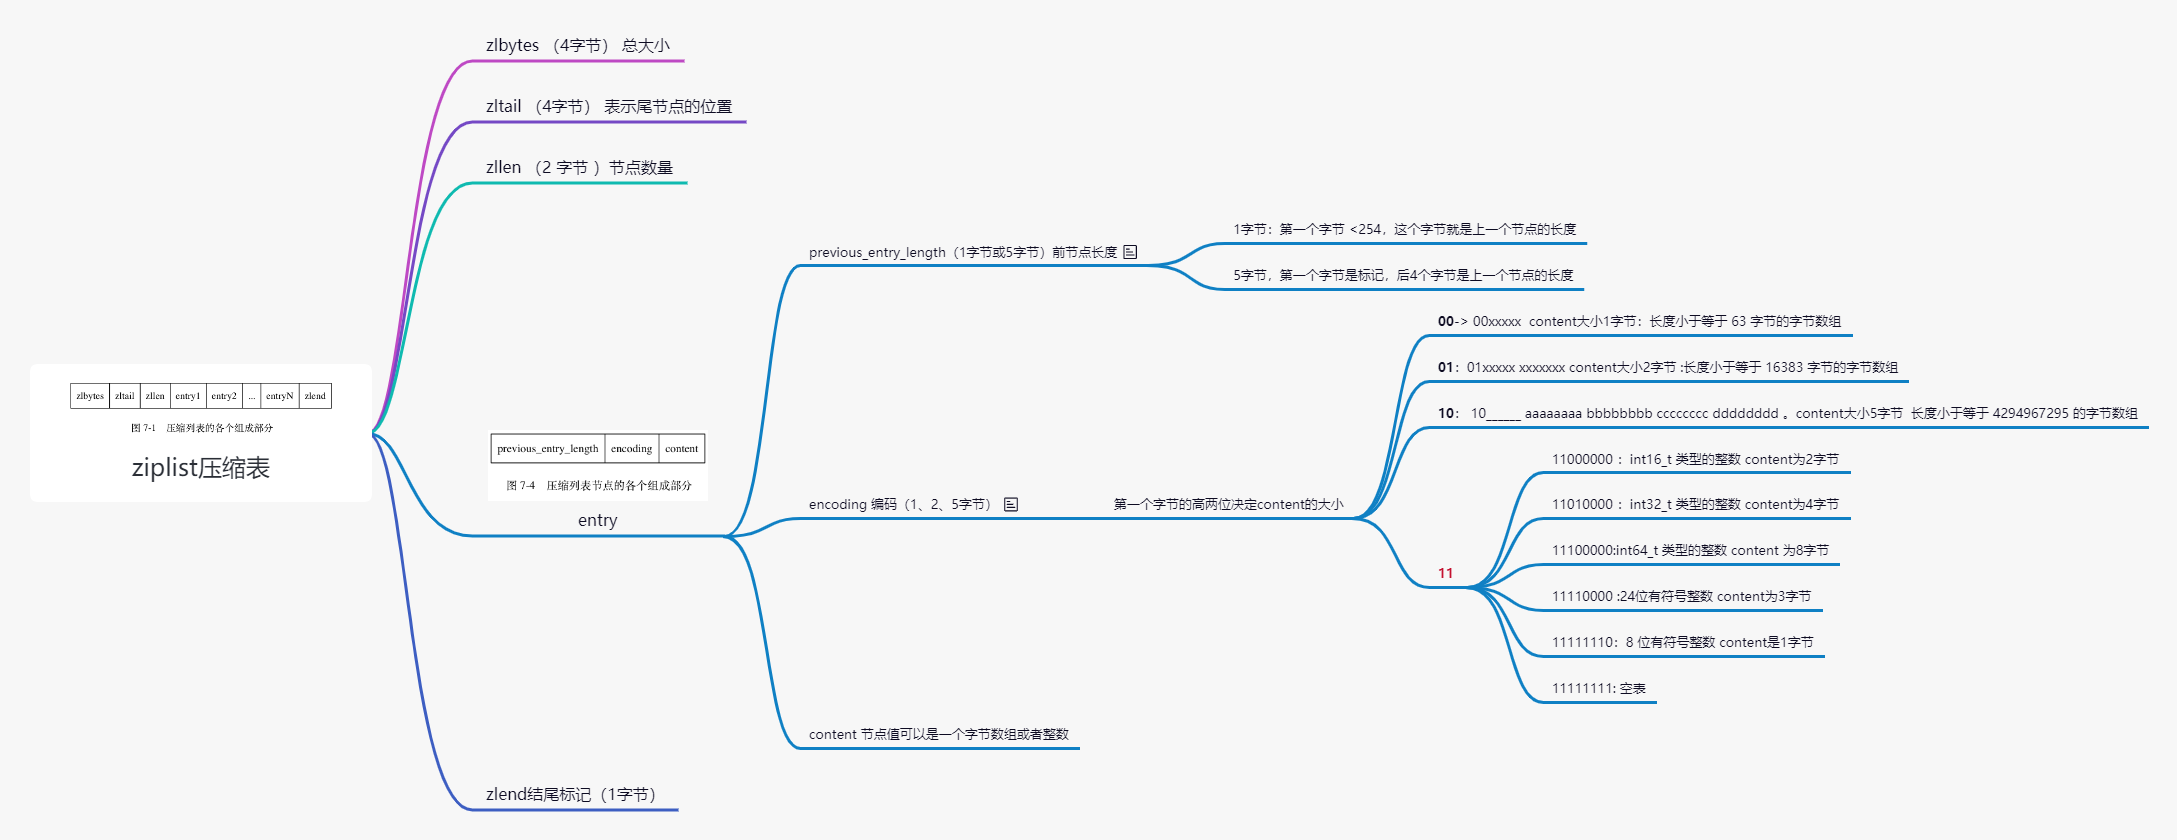 zlbytes （4字节） 总大小
zltail （4字节） 表示尾节点的位置
zllen （2 字节 ）节点数量
zlbytes zltail zllen entry1 entry2 ... entryN zlend
图 7-1 压缩列表的各个组成部分
ziplist压缩表
previous_entry_length encoding content
图 7-4 压缩列表节点的各个组成部分
entry
previous_entry_length（1字节或5字节）前节点长度
1字节：第一个字节 <254，这个字节就是上一个节点的长度
5字节，第一个字节是标记，后4个字节是上一个节点的长度
encoding 编码（1、2、5字节）
第一个字节的高两位决定content的大小
00-> 00xxxxx content大小1字节：长度小于等于 63 字节的字节数组
01：01xxxxx xxxxxxx content大小2字节 :长度小于等于 16383 字节的字节数组
10： 10______ aaaaaaaa bbbbbbbb cccccccc dddddddd 。content大小5字节 长度小于等于 4294967295 的字节数组
11
11000000 ：int16_t 类型的整数 content为2字节
11010000 ：int32_t 类型的整数 content为4字节
11100000:int64_t 类型的整数 content 为8字节
11110000 :24位有符号整数 content为3字节
11111110：8 位有符号整数 content是1字节
11111111: 空表
content 节点值可以是一个字节数组或者整数
zlend结尾标记（1字节）